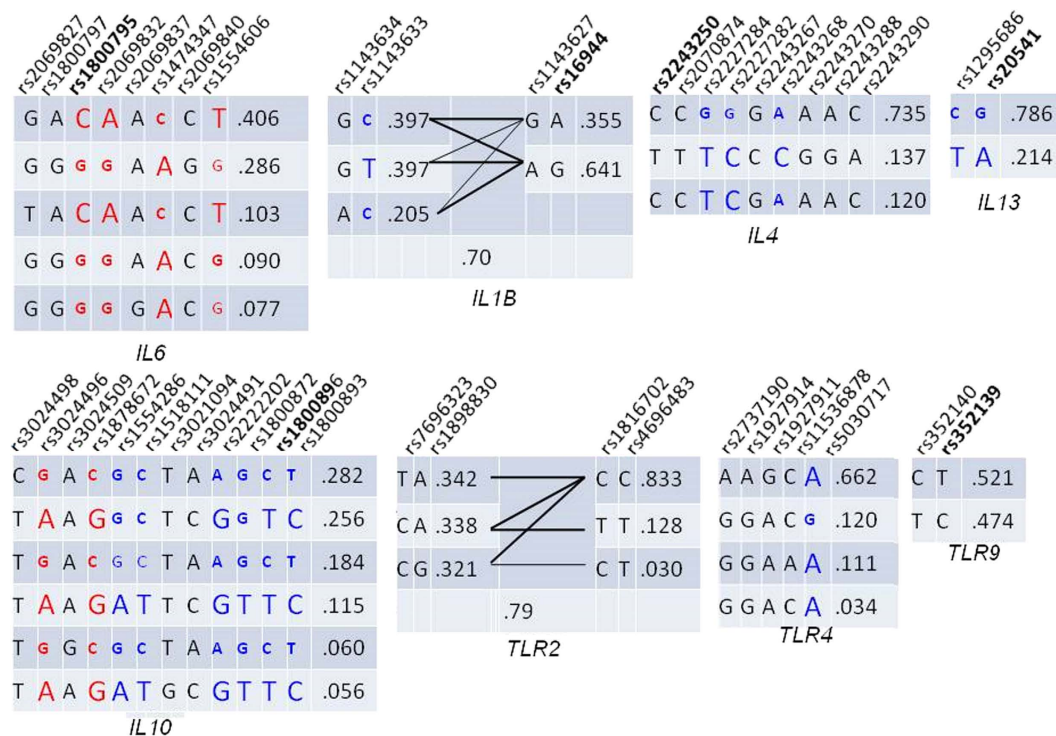 rs2069827 rs1800797 rs1800795 rs2069832 rs2069837 rs1474347 rs2069840 rs1554606
G A C A A C C T .406
G G G G A A G G .286
T A C A A C C T .103
G G G G A A C G .090
G G G G G A C G .077
IL6
rs1143634 rs1143633 rs1143627 rs16944
G C .397 G A .355
G T .397 A G .641
A C .205
.70
IL1B
rs2243250 rs2070874 rs2227284 rs2227282 rs2243267 rs2243268 rs2243270 rs2243288 rs2243290
C C G G G A A A C .735
T T T C C C G G A .137
C C T C G A A A C .120
IL4
rs1295686 rs20541
C G .786
T A .214
IL13
rs3024498 rs3024496 rs3024509 rs1878672 rs1554286 rs1518111 rs3021094 rs3024491 rs2222202 rs1800872 rs1800896 rs1800893
C G A C G C T A A G C T .282
T A A G G C T C G G T C .256
T G A C G C T A A G C T .184
T A A G A T T C G T T C .115
T G G C G C T A A G C T .060
T A A G A T G C G T T C .056
IL10
rs7696323 rs1898830 rs1816702 rs4696483
T A .342 C C .833
C A .338 T T .128
C G .321 C T .030
.79
TLR2
rs2737190 rs1927914 rs1927911 rs11536878 rs5030717
A A G C A .662
G G A C G .120
G G A A A .111
G G A C A .034
TLR4
rs352140 rs352139
C T .521
T C .474
TLR9